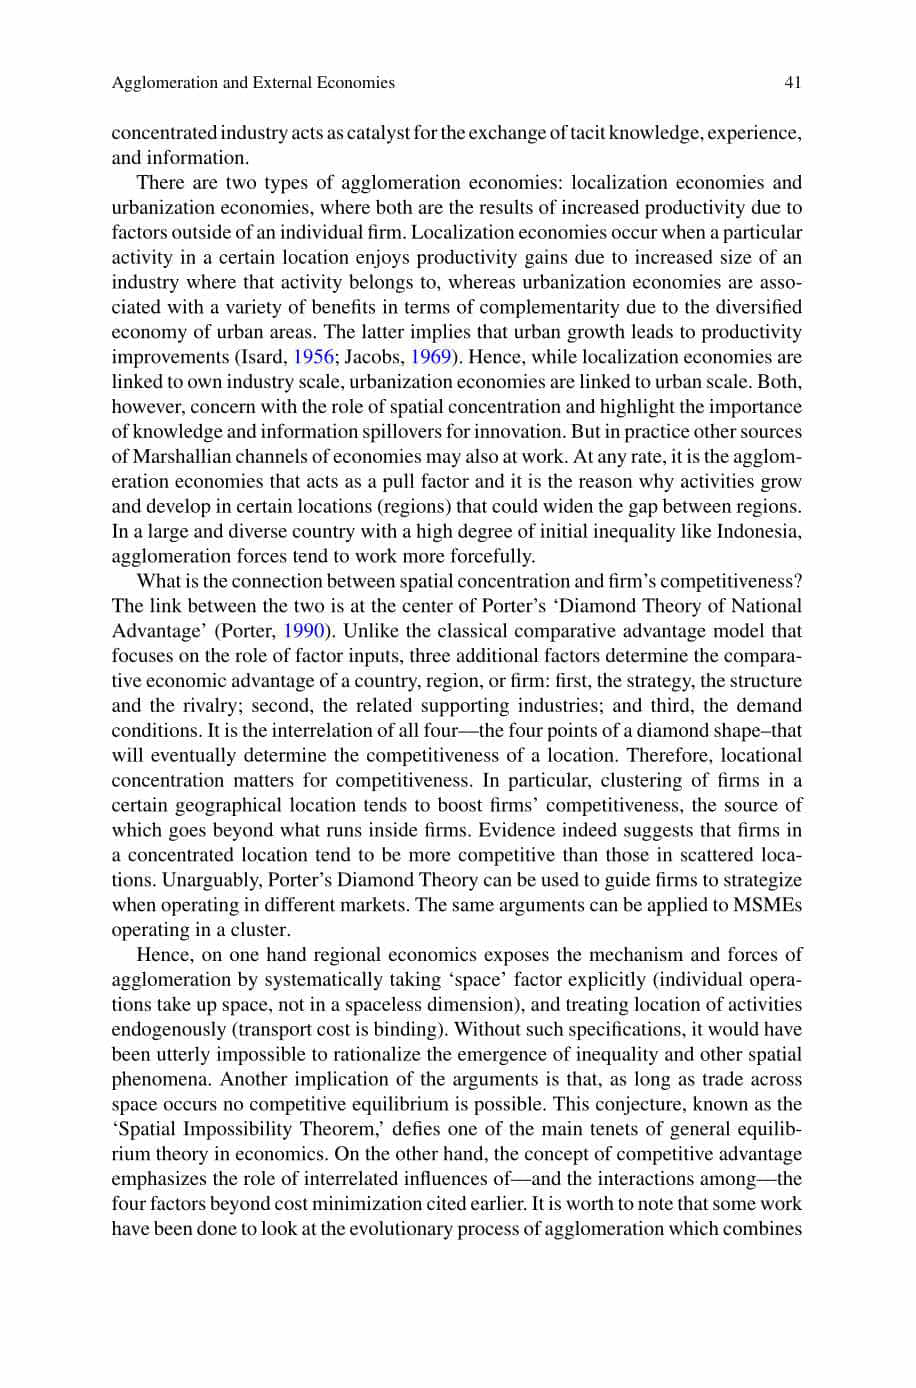 Agglomeration and External Economies 41
concentrated industry acts as catalyst for the exchange of tacit knowledge, experience,
and information.
There are two types of agglomeration economies: localization economies and
urbanization economies, where both are the results of increased productivity due to
factors outside of an individual firm. Localization economies occur when a particular
activity in a certain location enjoys productivity gains due to increased size of an
industry where that activity belongs to, whereas urbanization economies are asso-
ciated with a variety of benefits in terms of complementarity due to the diversified
economy of urban areas. The latter implies that urban growth leads to productivity
improvements (Isard, 1956; Jacobs, 1969). Hence, while localization economies are
linked to own industry scale, urbanization economies are linked to urban scale. Both,
however, concern with the role of spatial concentration and highlight the importance
of knowledge and information spillovers for innovation. But in practice other sources
of Marshallian channels of economies may also at work. At any rate, it is the agglom-
eration economies that acts as a pull factor and it is the reason why activities grow
and develop in certain locations (regions) that could widen the gap between regions.
In a large and diverse country with a high degree of initial inequality like Indonesia,
agglomeration forces tend to work more forcefully.
What is the connection between spatial concentration and firm's competitiveness?
The link between the two is at the center of Porter's ‘Diamond Theory of National
Advantage’ (Porter, 1990). Unlike the classical comparative advantage model that
focuses on the role of factor inputs, three additional factors determine the compara-
tive economic advantage of a country, region, or firm: first, the strategy, the structure
and the rivalry; second, the related supporting industries; and third, the demand
conditions. It is the interrelation of all four—the four points of a diamond shape–that
will eventually determine the competitiveness of a location. Therefore, locational
concentration matters for competitiveness. In particular, clustering of firms in a
certain geographical location tends to boost firms’ competitiveness, the source of
which goes beyond what runs inside firms. Evidence indeed suggests that firms in
a concentrated location tend to be more competitive than those in scattered loca-
tions. Unarguably, Porter’s Diamond Theory can be used to guide firms to strategize
when operating in different markets. The same arguments can be applied to MSMEs
operating in a cluster.
Hence, on one hand regional economics exposes the mechanism and forces of
agglomeration by systematically taking ‘space’ factor explicitly (individual opera-
tions take up space, not in a spaceless dimension), and treating location of activities
endogenously (transport cost is binding). Without such specifications, it would have
been utterly impossible to rationalize the emergence of inequality and other spatial
phenomena. Another implication of the arguments is that, as long as trade across
space occurs no competitive equilibrium is possible. This conjecture, known as the
‘Spatial Impossibility Theorem,’ defies one of the main tenets of general equilib-
rium theory in economics. On the other hand, the concept of competitive advantage
emphasizes the role of interrelated influences of—and the interactions among—the
four factors beyond cost minimization cited earlier. It is worth to note that some work
have been done to look at the evolutionary process of agglomeration which combines